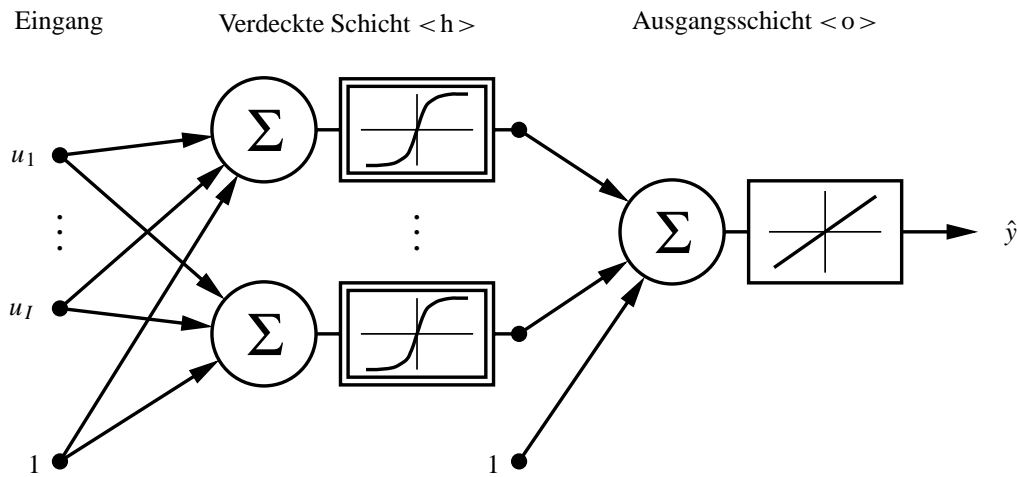 Eingang Verdeckte Schicht <h> Ausgangsschicht <o>
Σ
u1
⋮ ⋮
Σ ŷ
uI
Σ
1 1